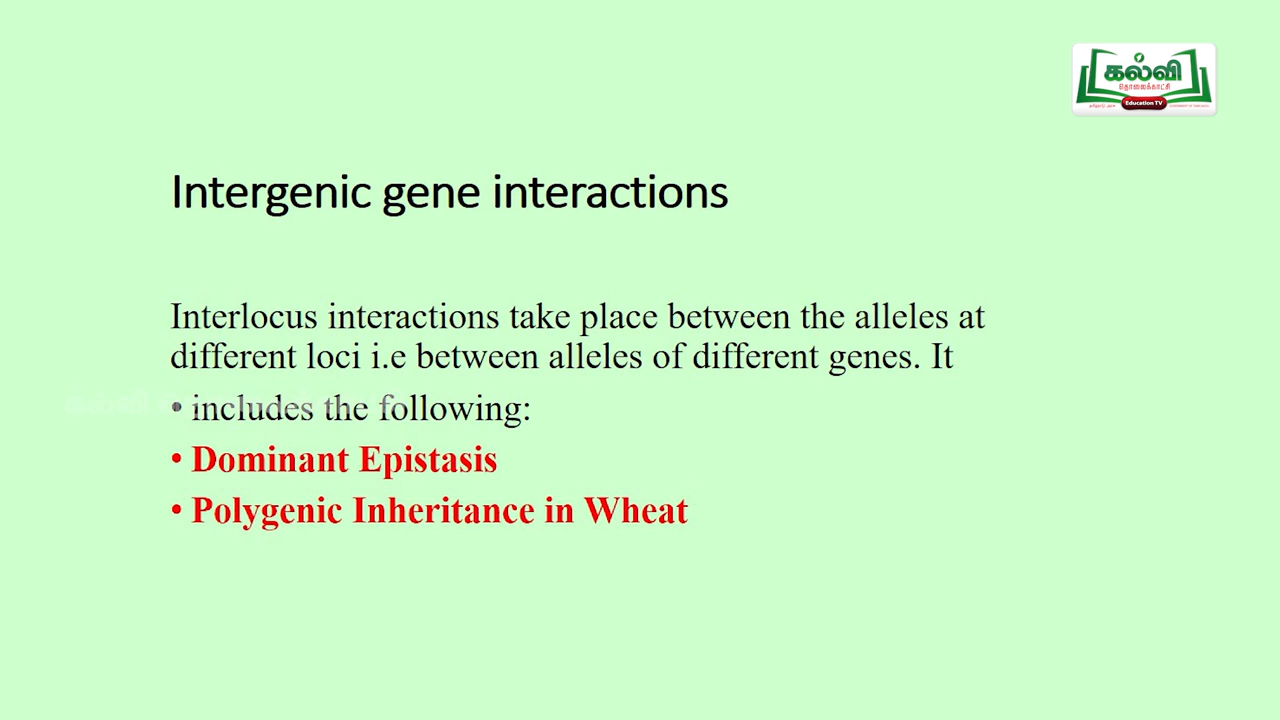 கல்வி
தொலைக்காட்சி
Education TV
Intergenic gene interactions
Interlocus interactions take place between the alleles at
different loci i.e between alleles of different genes. It
• includes the following:
• Dominant Epistasis
• Polygenic Inheritance in Wheat